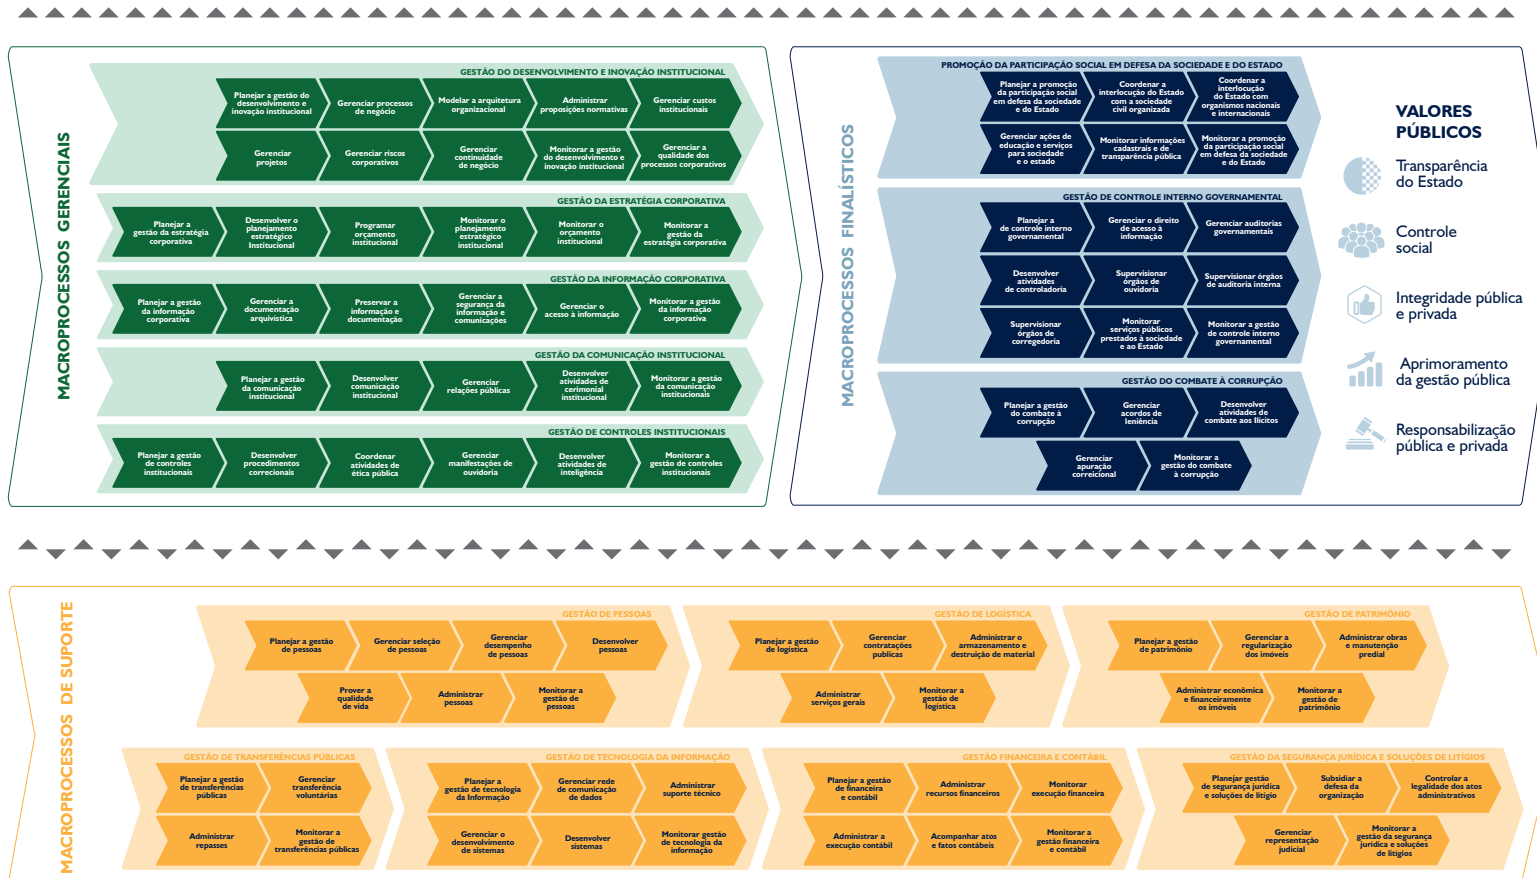 MACROPROCESSOS GERENCIAIS
GESTÃO DO DESENVOLVIMENTO E INOVAÇÃO INSTITUCIONAL
Planejar a gestão do
desenvolvimento e
inovação institucional
Gerenciar processos
de negócio
Modelar a arquitetura
organizacional
Administrar
proposições normativas
Gerenciar custos
institucionais
Gerenciar
projetos
Gerenciar riscos
corporativos
Gerenciar
continuidade
de negócio
Monitorar a gestão
do desenvolvimento e
inovação institucional
Gerenciar a
qualidade dos
processos corporativos
GESTÃO DA ESTRATÉGIA CORPORATIVA
Planejar a
gestão da estratégia
corporativa
Desenvolver o
planejamento
estratégico
Institucional
Programar
orçamento
institucional
Monitorar o
planejamento
estratégico
institucional
Monitorar o
orçamento
institucional
Monitorar a
gestão da
estratégia corporativa
GESTÃO DA INFORMAÇÃO CORPORATIVA
Planejar a gestão
da informação
corporativa
Gerenciar a
documentação
arquivística
Preservar a
informação e
documentação
Gerenciar a
segurança da
informação e
comunicações
Gerenciar o
acesso à informação
Monitorar a gestão
da informação
corporativa
GESTÃO DA COMUNICAÇÃO INSTITUCIONAL
Planejar a gestão
da comunicação
institucional
Desenvolver
comunicação
institucional
Gerenciar
relações públicas
Desenvolver
atividades de
cerimonial
institucional
Monitorar a gestão
da comunicação
institucionais
GESTÃO DE CONTROLES INSTITUCIONAIS
Planejar a gestão
de controles
institucionais
Desenvolver
procedimentos
correcionais
Coordenar
atividades de
ética pública
Gerenciar
manifestações de
ouvidoria
Desenvolver
atividades de
inteligência
Monitorar a
gestão de controles
institucionais
MACROPROCESSOS FINALÍSTICOS
PROMOÇÃO DA PARTICIPAÇÃO SOCIAL EM DEFESA DA SOCIEDADE E DO ESTADO
Planejar a promoção
da participação social
em defesa da sociedade
e do Estado
Coordenar a
interlocução do Estado
com a sociedade
civil organizada
Coordenar a
interlocução
do Estado com
organismos nacionais
e internacionais
Gerenciar ações de
educação e serviços
para sociedade
e o estado
Monitorar informações
cadastrais e de
transparência pública
Monitorar a promoção
da participação social
em defesa da sociedade
e do Estado
GESTÃO DE CONTROLE INTERNO GOVERNAMENTAL
Planejar a
de controle interno
governamental
Gerenciar o direito
de acesso à
informação
Gerenciar auditorias
governamentais
Desenvolver
atividades
de controladoria
Supervisionar
órgãos de
ouvidoria
Supervisionar órgãos
de auditoria interna
Supervisionar
órgãos de
corregedoria
Monitorar
serviços públicos
prestados à sociedade
e ao Estado
Monitorar a gestão
de controle interno
governamental
GESTÃO DO COMBATE À CORRUPÇÃO
Planejar a gestão
do combate à
corrupção
Gerenciar
acordos de
leniência
Desenvolver
atividades de
combate aos Ilícitos
Gerenciar
apuração
correicional
Monitorar a
gestão do combate
à corrupção
VALORES
PÚBLICOS
Transparência
do Estado
Controle
social
Integridade pública
e privada
Aprimoramento
da gestão pública
Responsabilização
pública e privada
MACROPROCESSOS DE SUPORTE
GESTÃO DE PESSOAS
Planejar a gestão
de pessoas
Gerenciar seleção
de pessoas
Gerenciar
desempenho
de pessoas
Desenvolver
pessoas
Prover a
qualidade
de vida
Administrar
pessoas
Monitorar a
gestão de
pessoas
GESTÃO DE LOGÍSTICA
Planejar a gestão
de logística
Gerenciar
contratações
publicas
Administrar o
armazenamento e
destruição de material
Administrar
serviços gerais
Monitorar a
gestão de
logística
GESTÃO DE PATRIMÔNIO
Planejar a gestão
de patrimônio
Gerenciar a
regularização
dos imóveis
Administrar obras
e manutenção
predial
Administrar econômica
e financeiramente
os imóveis
Monitorar a
gestão de
patrimônio
GESTÃO DE TRANSFERÊNCIAS PÚBLICAS
Planejar a gestão
de transferências
públicas
Gerenciar
transferência
voluntárias
Administrar
repasses
Monitorar a
gestão de
transferências públicas
GESTÃO DE TECNOLOGIA DA INFORMAÇÃO
Planejar a
gestão de tecnologia
da Informação
Gerenciar rede
de comunicação
de dados
Administrar
suporte técnico
Gerenciar o
desenvolvimento
de sistemas
Desenvolver
sistemas
Monitorar gestão
de tecnologia da
informação
GESTÃO FINANCEIRA E CONTÁBIL
Planejar a gestão
de financeira
e contábil
Administrar
recursos financeiros
Monitorar
execução financeira
Administrar a
execução contábil
Acompanhar atos
e fatos contábeis
Monitorar a
gestão financeira
e contábil
GESTÃO DA SEGURANÇA JURÍDICA E SOLUÇÕES DE LITÍGIOS
Planejar gestão
de segurança jurídica
e soluções de litígio
Subsidiar a
defesa da
organização
Controlar a
legalidade dos atos
administrativos
Gerenciar
representação
judicial
Monitorar a
gestão da segurança
jurídica e soluções
de litígios